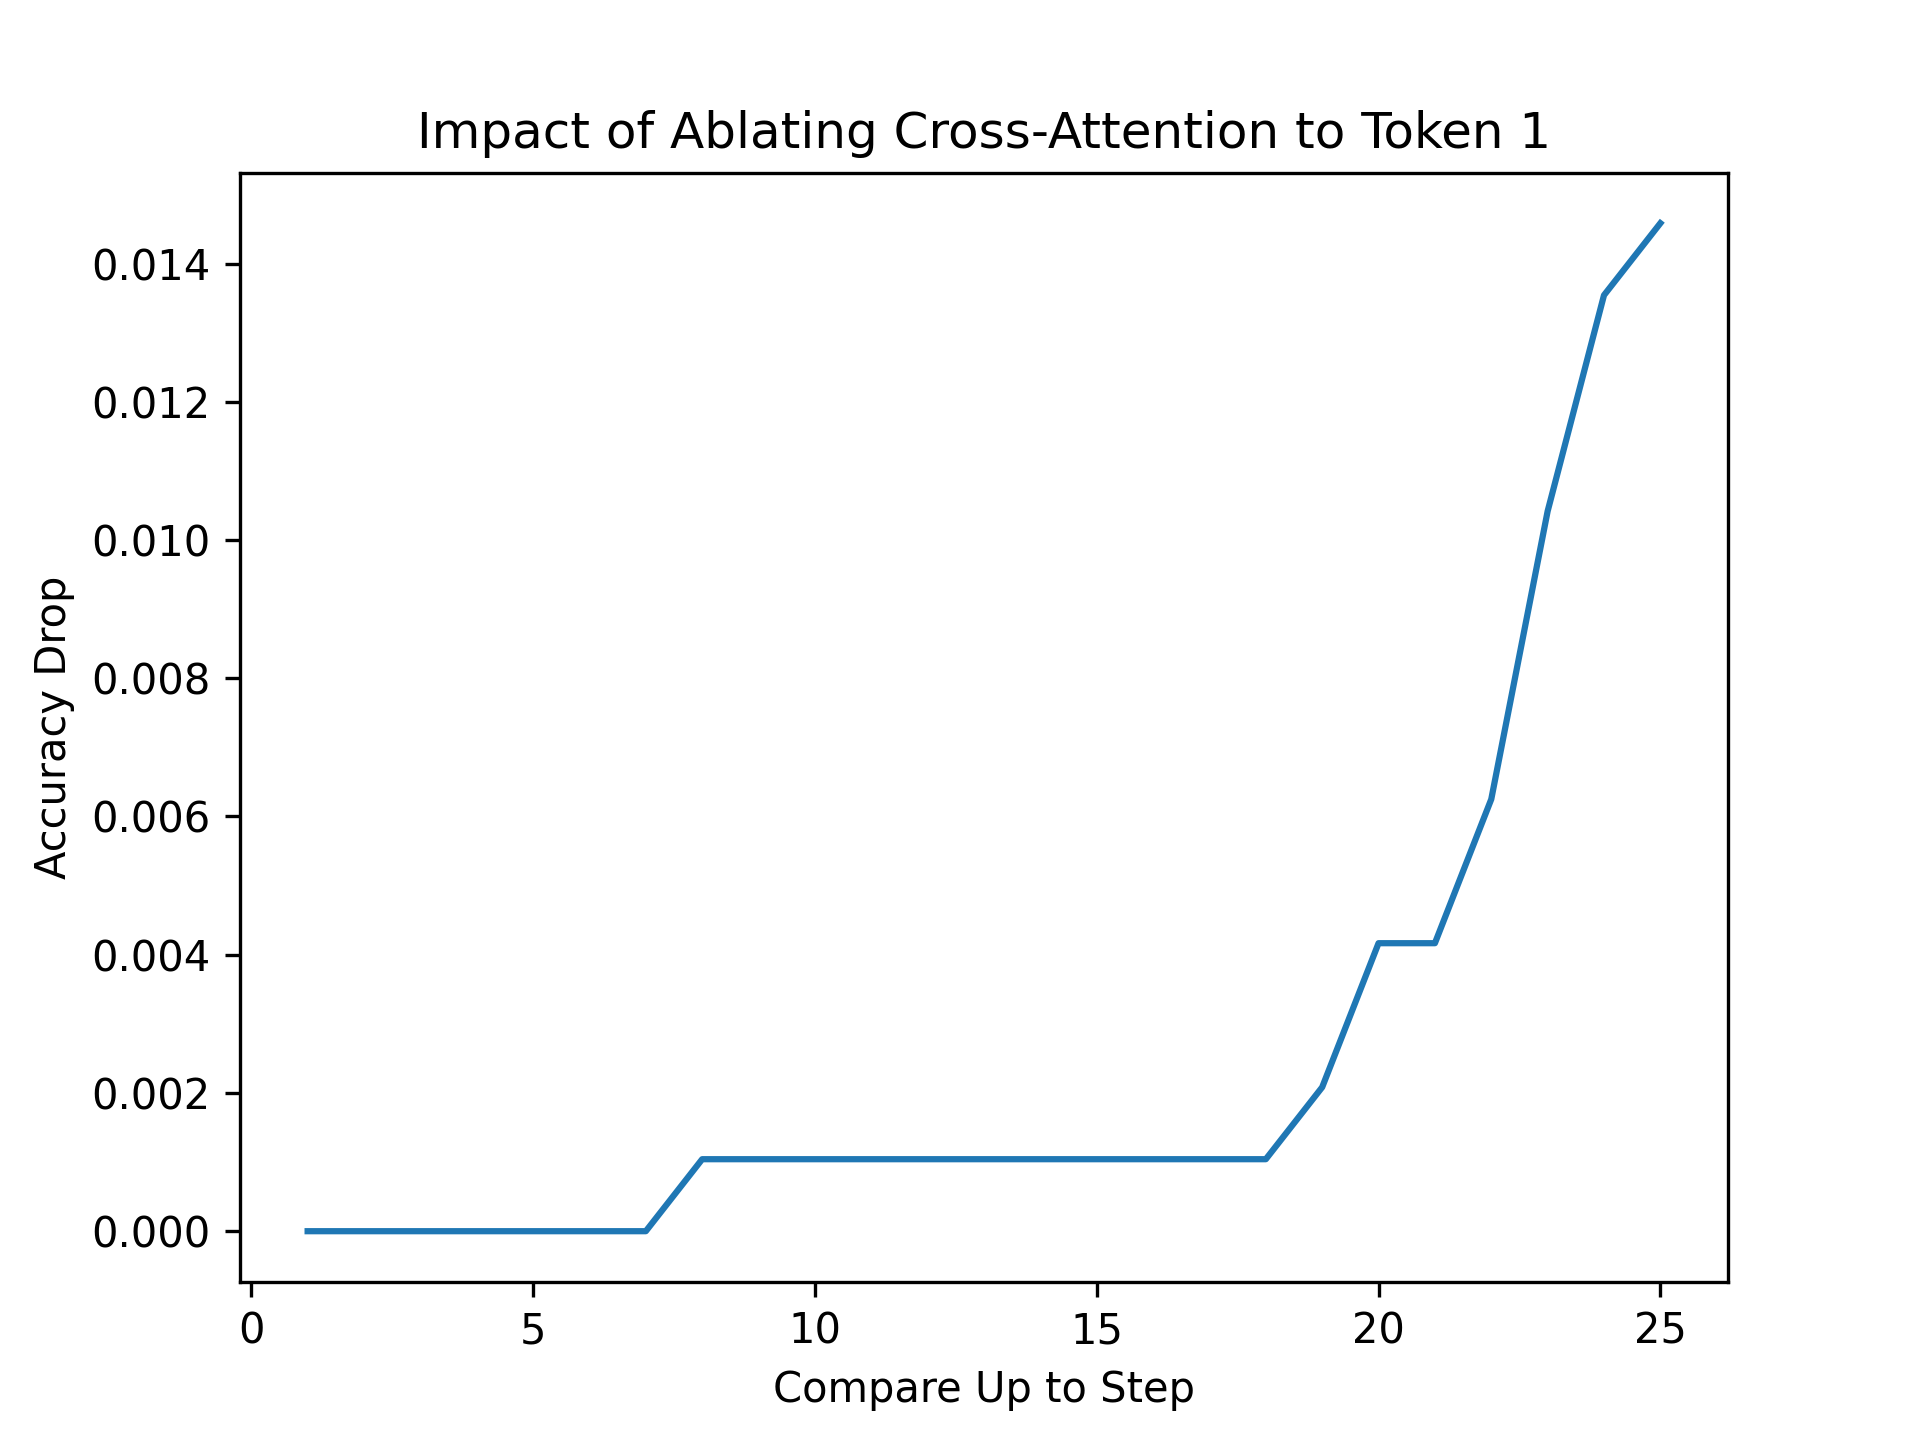 Impact of Ablating Cross-Attention to Token 1
0.014
0.012
0.010
0.008
0.006
0.004
0.002
0.000
Accuracy Drop
0 5 10 15 20 25
Compare Up to Step